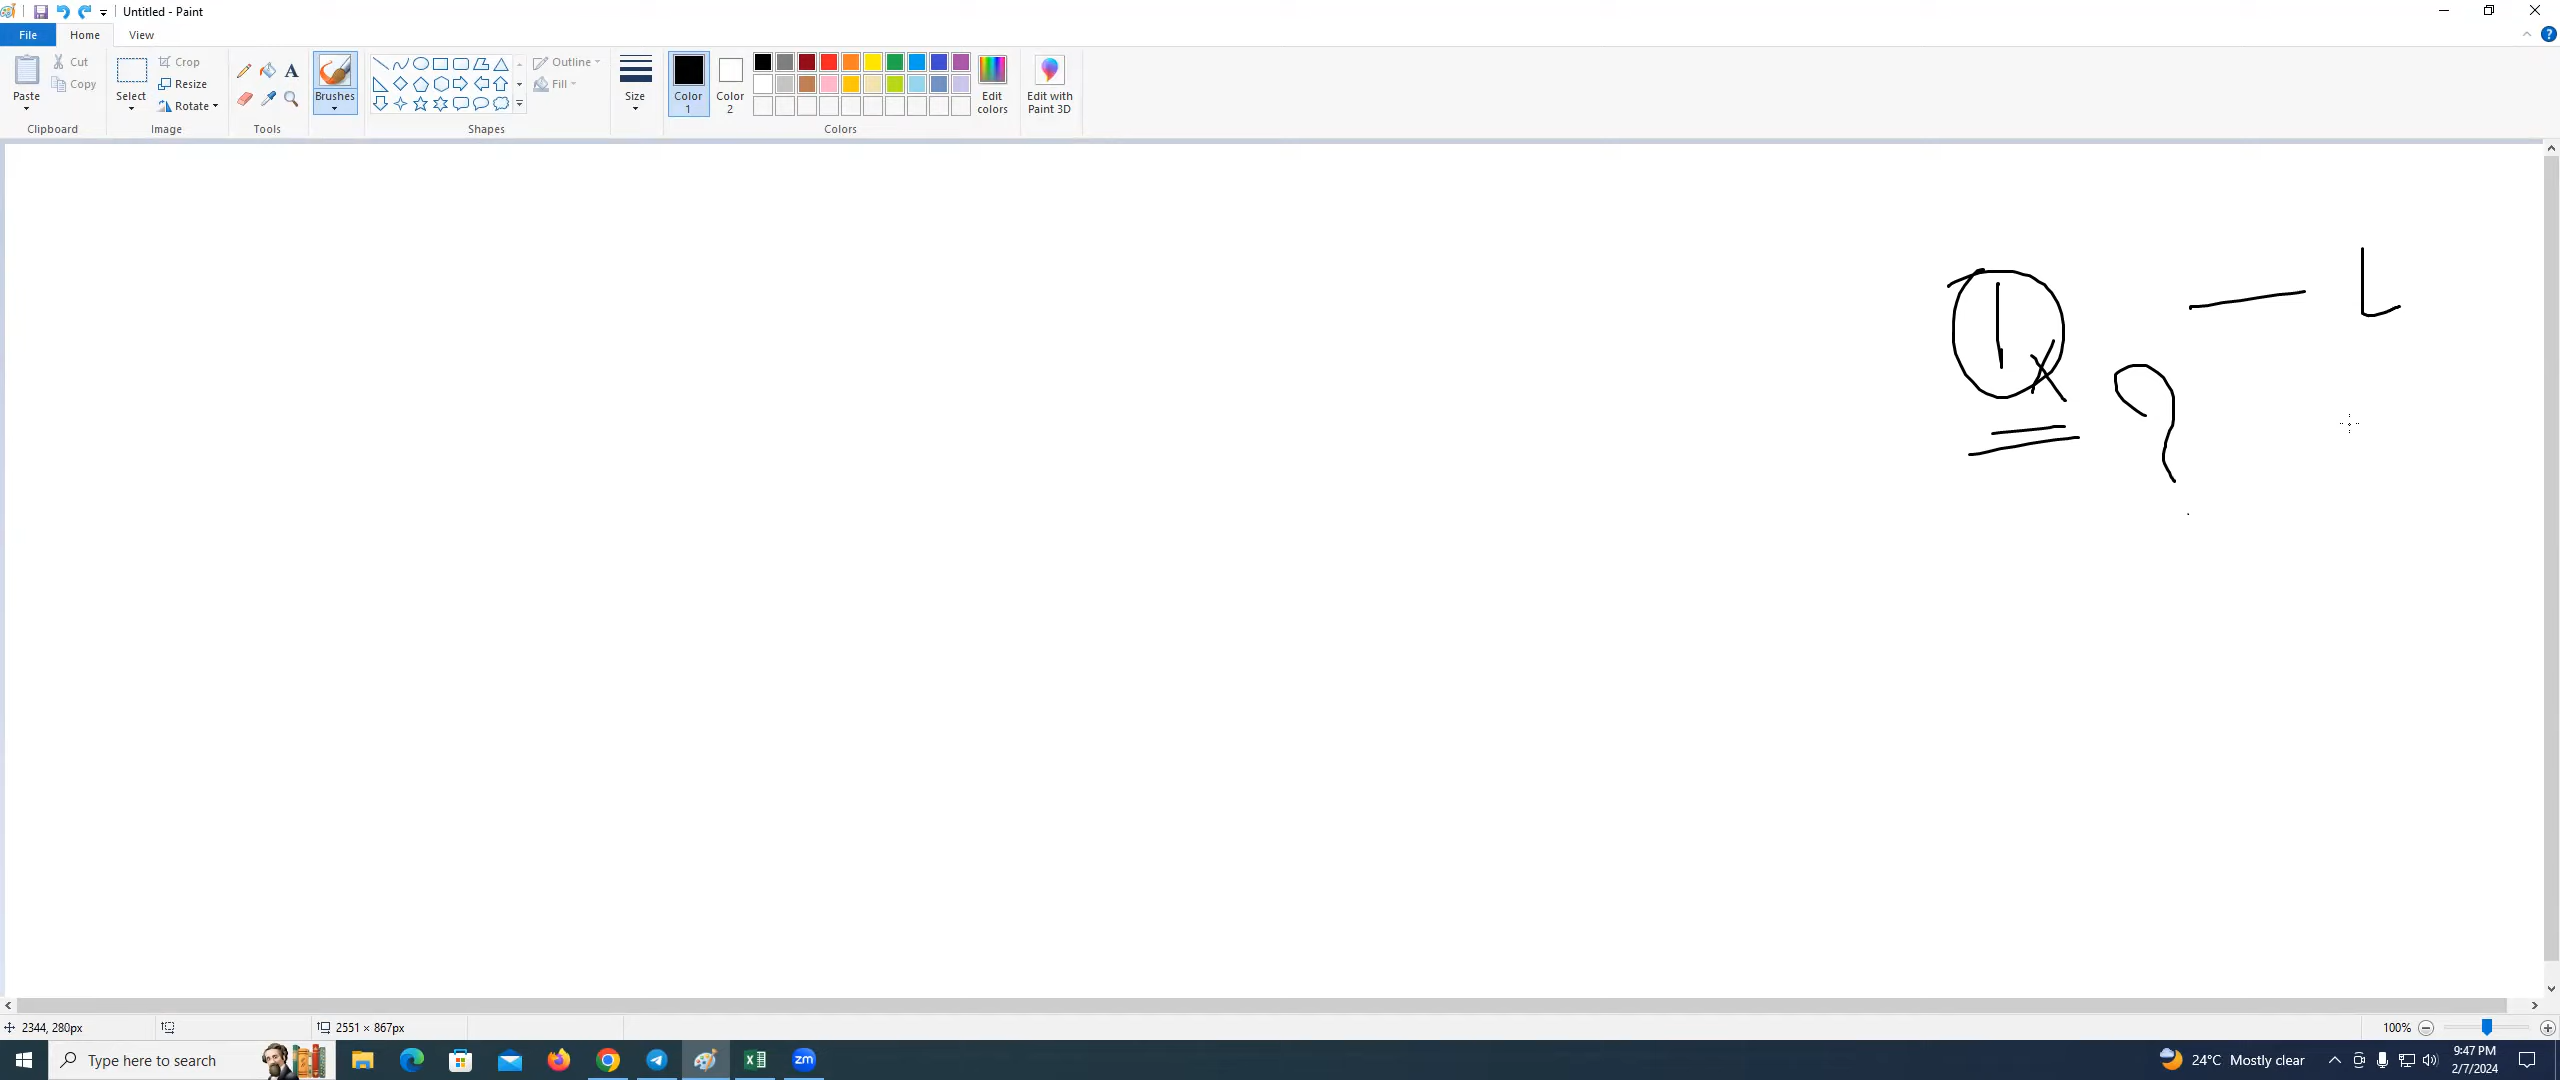 Untitled - Paint
File Home View
Paste Cut Copy Clipboard
Select Crop Resize Rotate Image
Tools
Brushes
Outline Fill Shapes
Size
Color 1 Color 2 Edit colors Colors
Edit with Paint 3D
1
?
L
2344, 280px 2551 × 867px 100%
Type here to search zm 24°C Mostly clear 9:47 PM
2/7/2024